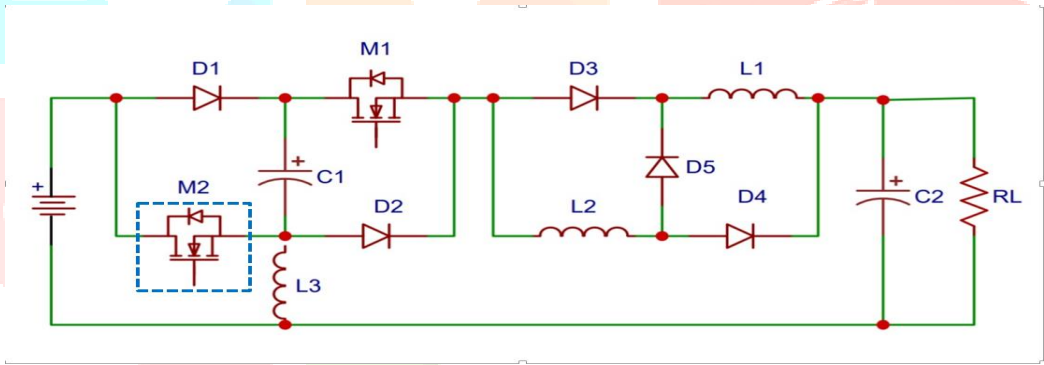 M1
D1
D3
L1
+
C1
D5
+
M2
D2
L2
D4
+
C2
RL
L3